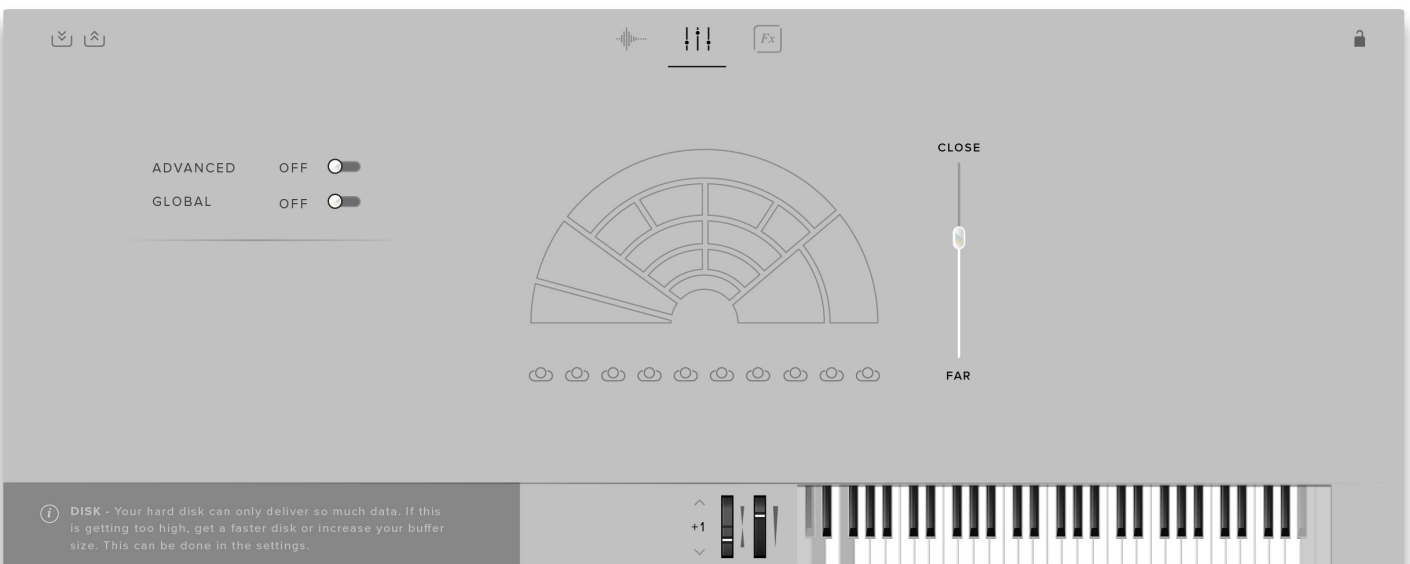 Fx
ADVANCED OFF
GLOBAL OFF
CLOSE
FAR
i DISK - Your hard disk can only deliver so much data. If this
is getting too high, get a faster disk or increase your buffer
size. This can be done in the settings.
+1